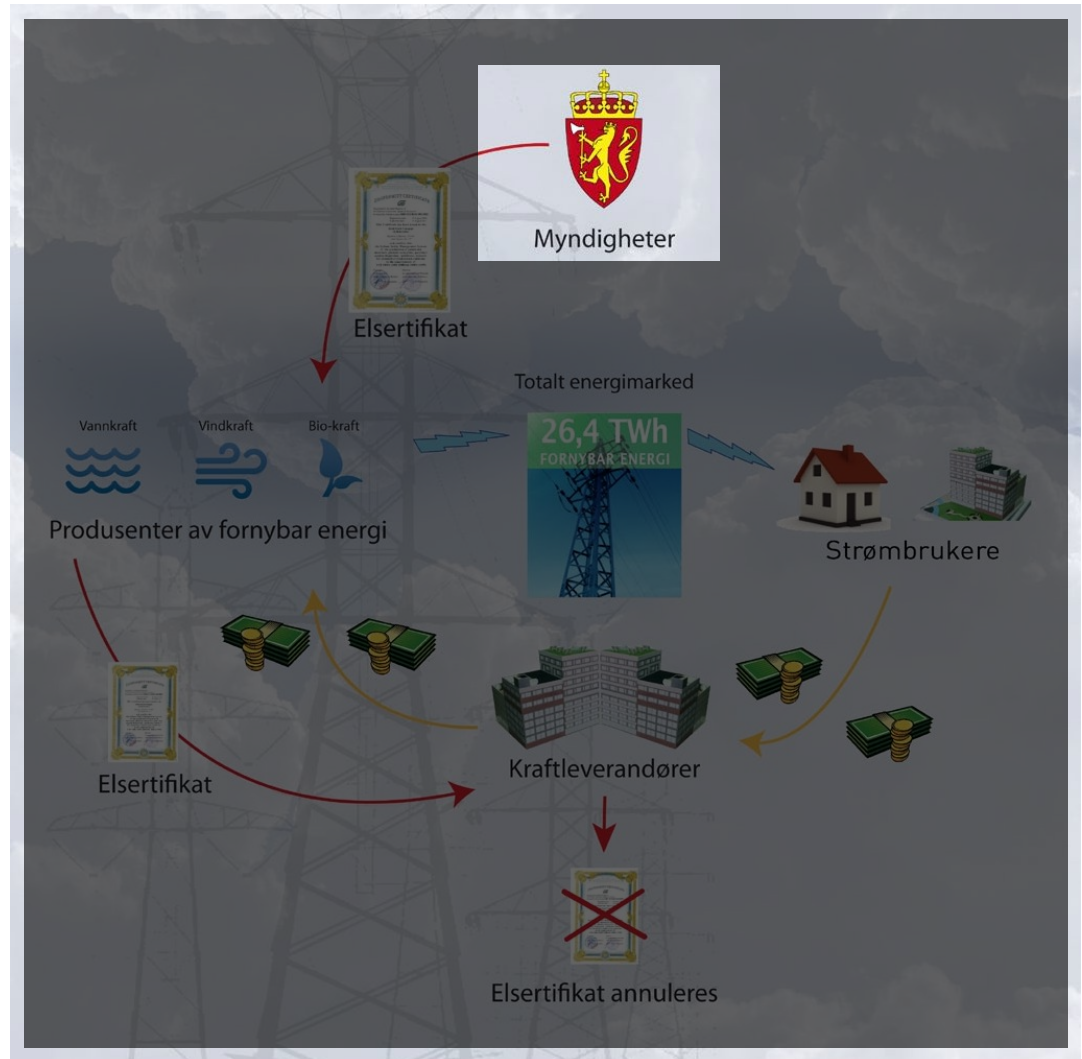 Myndigheter
Elsertifikat
Totalt energimarked
Vannkraft
Vindkraft
Bio-kraft
26,4 TWh
FORNYBAR ENERGI
Produsenter av fornybar energi
Strømbrukere
Kraftleverandører
Elsertifikat
Elsertifikat annuleres